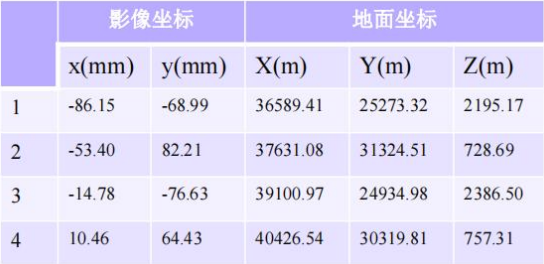 影像坐标 地面坐标
x(mm) y(mm) X(m) Y(m) Z(m)
1 -86.15 -68.99 36589.41 25273.32 2195.17
2 -53.40 82.21 37631.08 31324.51 728.69
3 -14.78 -76.63 39100.97 24934.98 2386.50
4 10.46 64.43 40426.54 30319.81 757.31